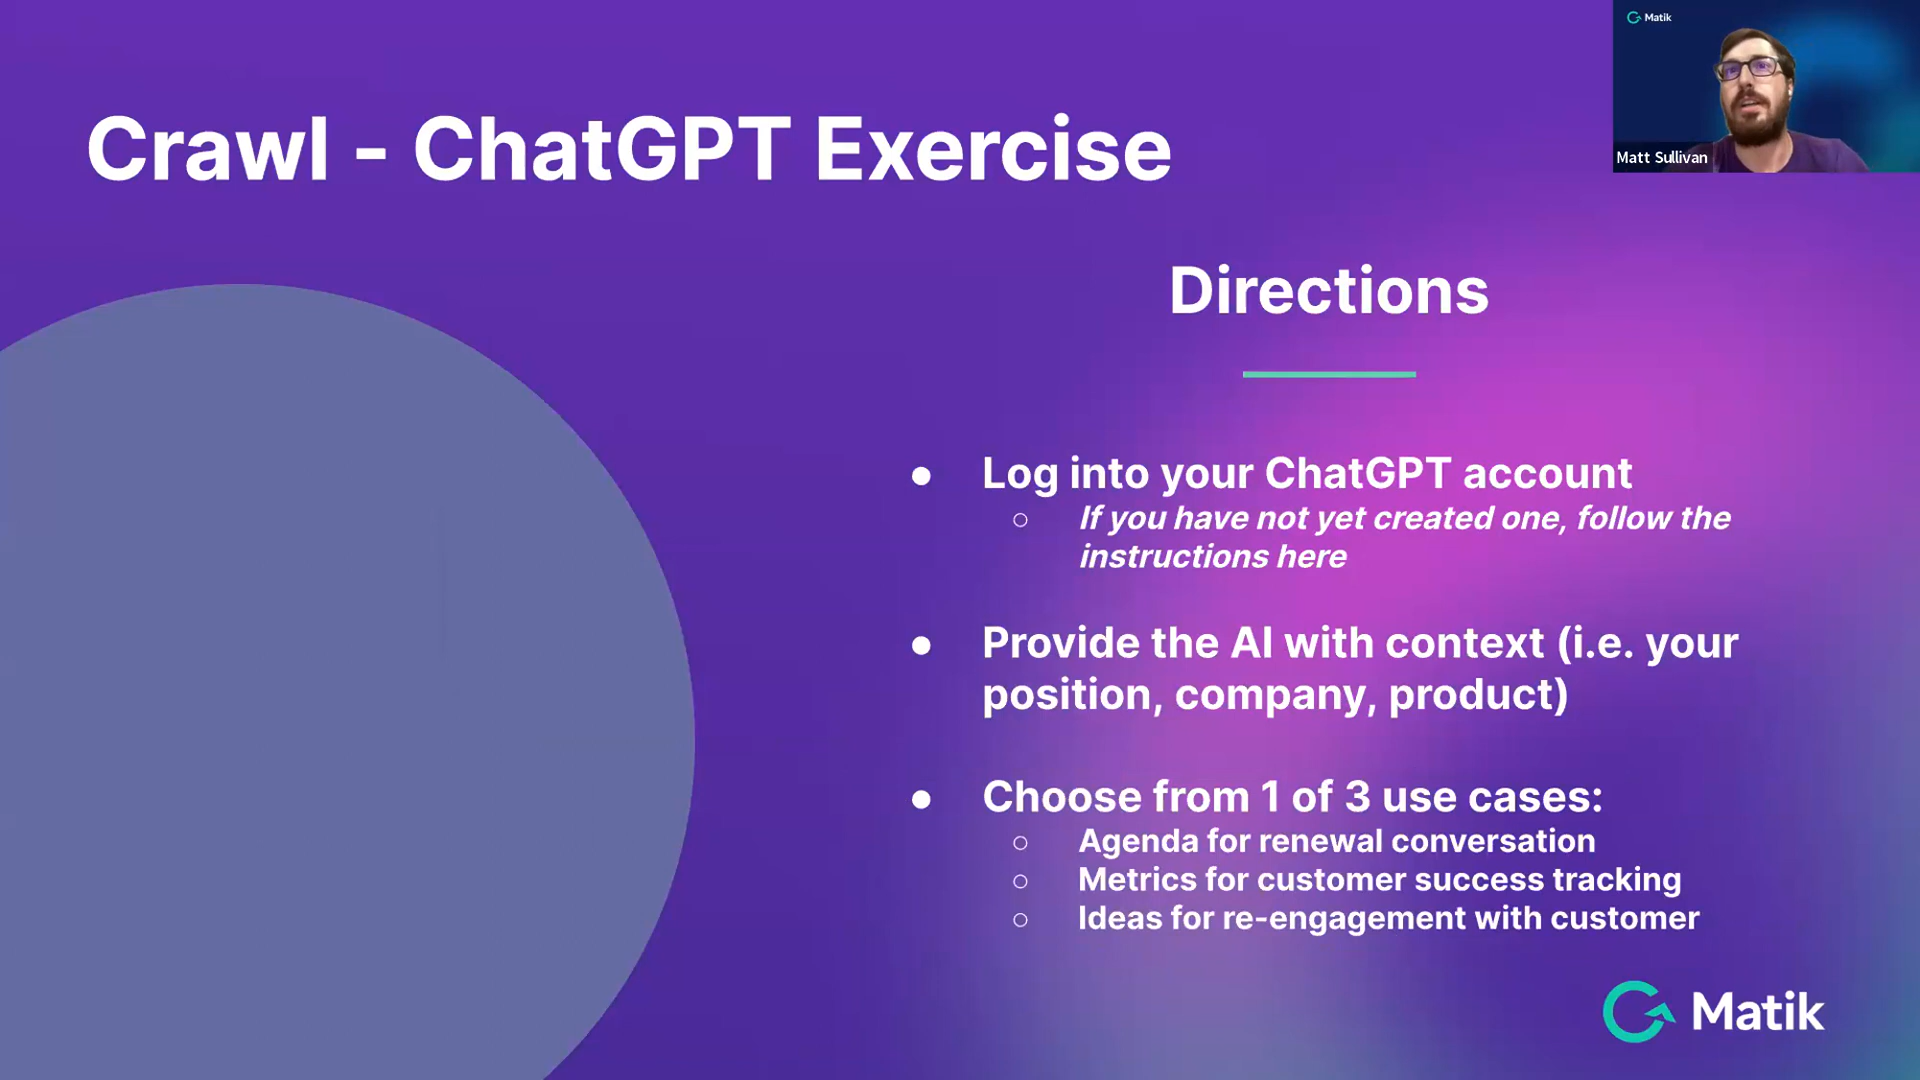 Matik
Matt Sullivan
Crawl - ChatGPT Exercise
Directions
● Log into your ChatGPT account
○ If you have not yet created one, follow the
instructions here
● Provide the AI with context (i.e. your
position, company, product)
● Choose from 1 of 3 use cases:
○ Agenda for renewal conversation
○ Metrics for customer success tracking
○ Ideas for re-engagement with customer
Matik